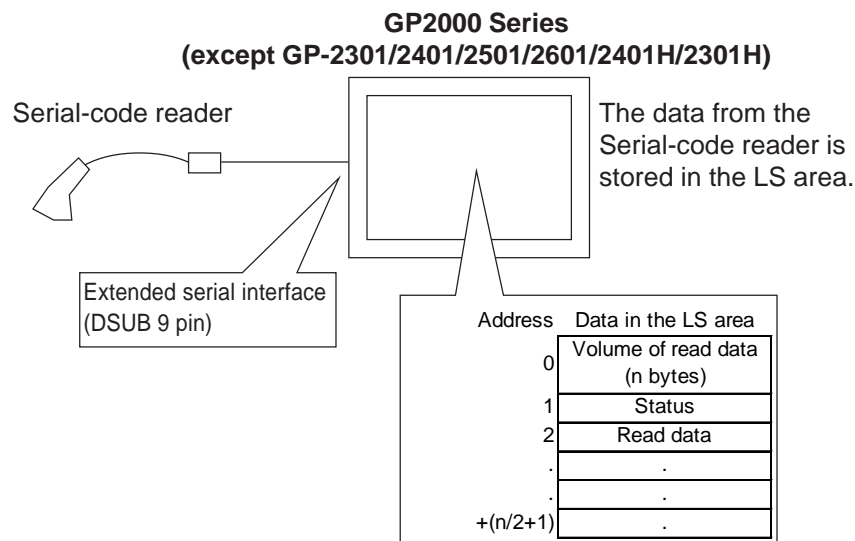 GP2000 Series
(except GP-2301/2401/2501/2601/2401H/2301H)
Serial-code reader
The data from the
Serial-code reader is
stored in the LS area.
Extended serial interface
(DSUB 9 pin)
Address Data in the LS area
0 Volume of read data
(n bytes)
1 Status
2 Read data
. .
. .
+(n/2+1) .